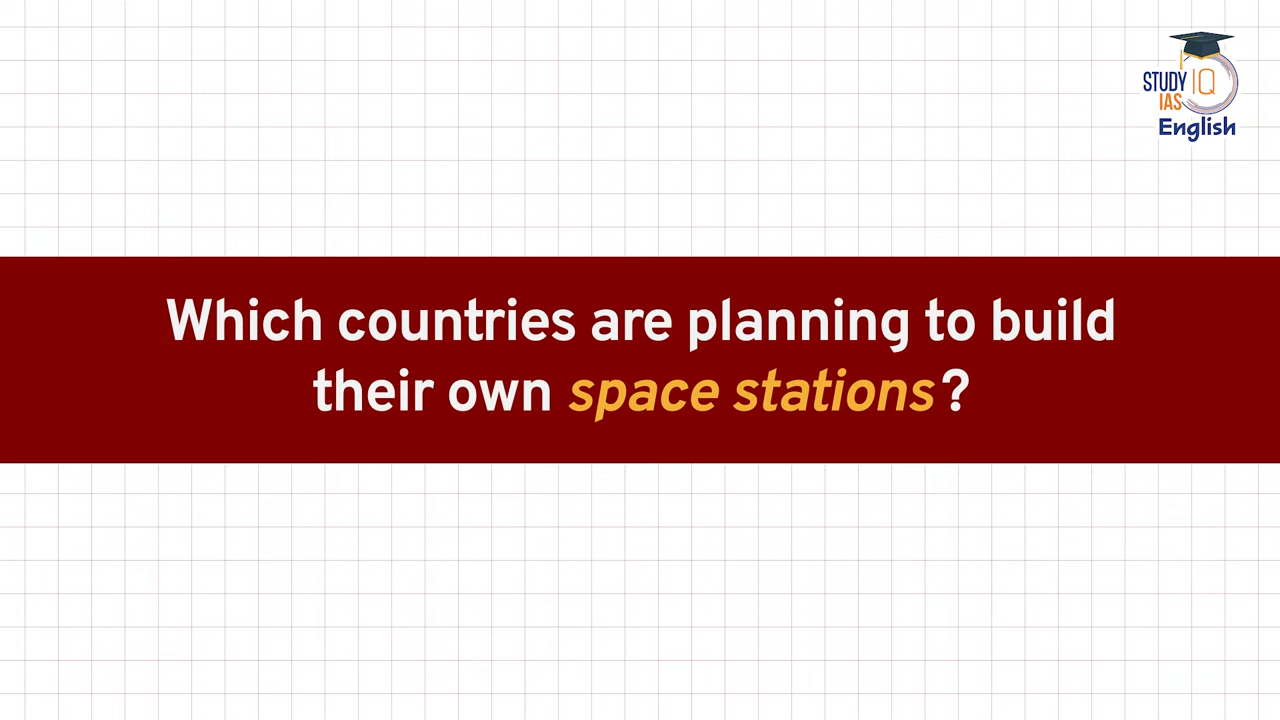 STUDY IQ
IAS
English
Which countries are planning to build
their own space stations?